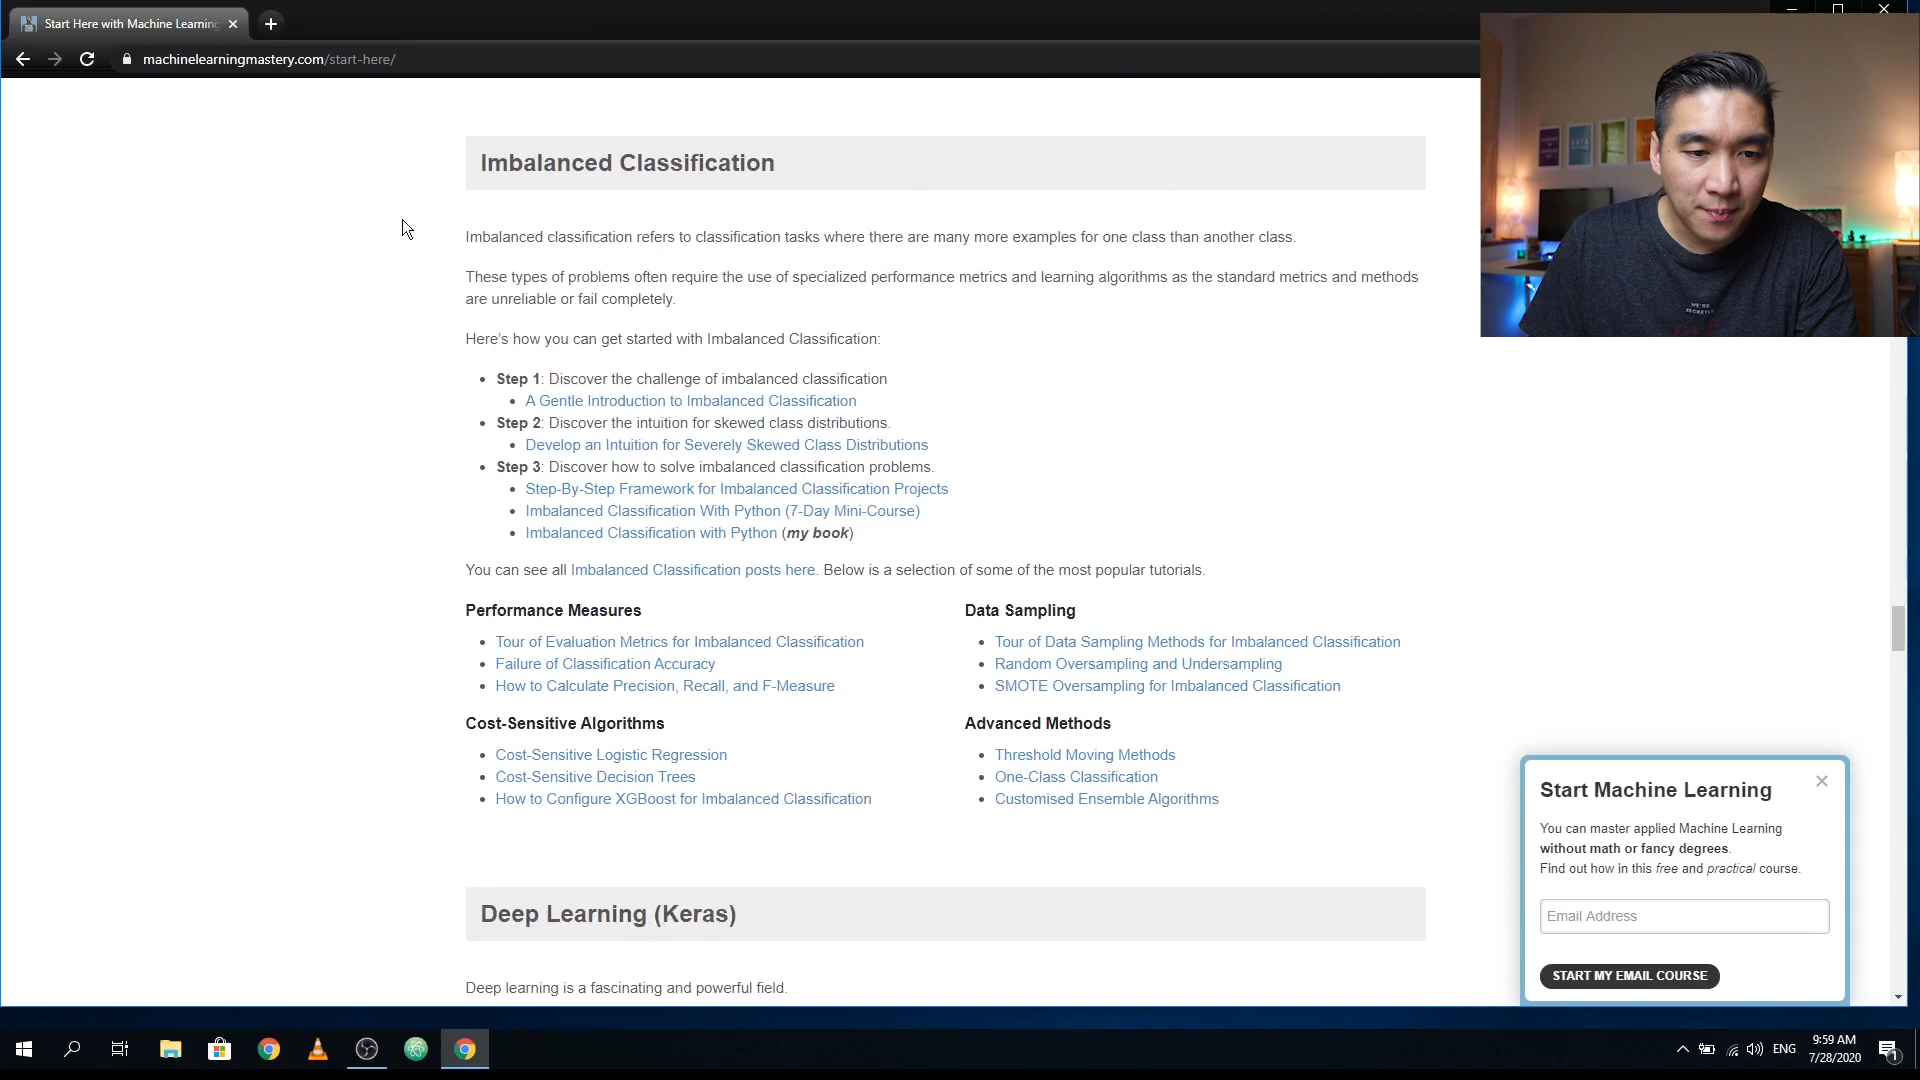 Start Here with Machine Learning
machinelearningmastery.com/start-here/
Imbalanced Classification
Imbalanced classification refers to classification tasks where there are many more examples for one class than another class.
These types of problems often require the use of specialized performance metrics and learning algorithms as the standard metrics and methods
are unreliable or fail completely.
Here’s how you can get started with Imbalanced Classification:
Step 1: Discover the challenge of imbalanced classification
A Gentle Introduction to Imbalanced Classification
Step 2: Discover the intuition for skewed class distributions.
Develop an Intuition for Severely Skewed Class Distributions
Step 3: Discover how to solve imbalanced classification problems.
Step-By-Step Framework for Imbalanced Classification Projects
Imbalanced Classification With Python (7-Day Mini-Course)
Imbalanced Classification with Python (my book)
You can see all Imbalanced Classification posts here. Below is a selection of some of the most popular tutorials.
Performance Measures
Tour of Evaluation Metrics for Imbalanced Classification
Failure of Classification Accuracy
How to Calculate Precision, Recall, and F-Measure
Data Sampling
Tour of Data Sampling Methods for Imbalanced Classification
Random Oversampling and Undersampling
SMOTE Oversampling for Imbalanced Classification
Cost-Sensitive Algorithms
Cost-Sensitive Logistic Regression
Cost-Sensitive Decision Trees
How to Configure XGBoost for Imbalanced Classification
Advanced Methods
Threshold Moving Methods
One-Class Classification
Customised Ensemble Algorithms
Deep Learning (Keras)
Deep learning is a fascinating and powerful field.
Start Machine Learning
You can master applied Machine Learning
without math or fancy degrees.
Find out how in this free and practical course.
Email Address
START MY EMAIL COURSE
ENG
9:59 AM
7/28/2020
1